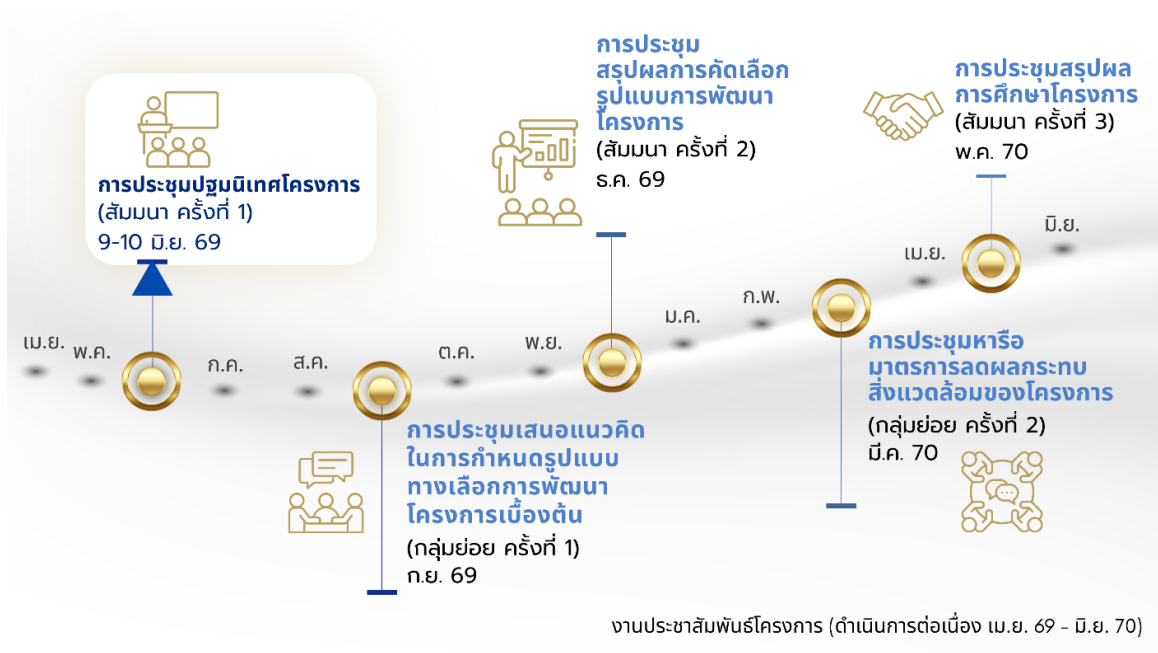 การประชุมปฐมนิเทศโครงการ
(สัมมนา ครั้งที่ 1)
9-10 มิ.ย. 69
การประชุม
สรุปผลการคัดเลือก
รูปแบบการพัฒนา
โครงการ
(สัมมนา ครั้งที่ 2)
ธ.ค. 69
การประชุมสรุปผล
การศึกษาโครงการ
(สัมมนา ครั้งที่ 3)
พ.ค. 70
เม.ย.
พ.ค.
ก.ค.
ส.ค.
ต.ค.
พ.ย.
ม.ค.
ก.พ.
เม.ย.
มิ.ย.
การประชุมเสนอแนวคิด
ในการกำหนดรูปแบบ
ทางเลือกการพัฒนา
โครงการเบื้องต้น
(กลุ่มย่อย ครั้งที่ 1)
ก.ย. 69
การประชุมหารือ
มาตรการลดผลกระทบ
สิ่งแวดล้อมของโครงการ
(กลุ่มย่อย ครั้งที่ 2)
มี.ค. 70
งานประชาสัมพันธ์โครงการ (ดำเนินการต่อเนื่อง เม.ย. 69 - มิ.ย. 70)